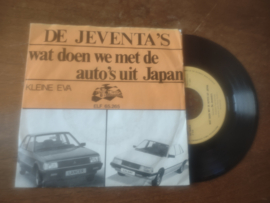 DE JEVENTA'S
wat doen we met de
auto's uit Japan
KLEINE EVA